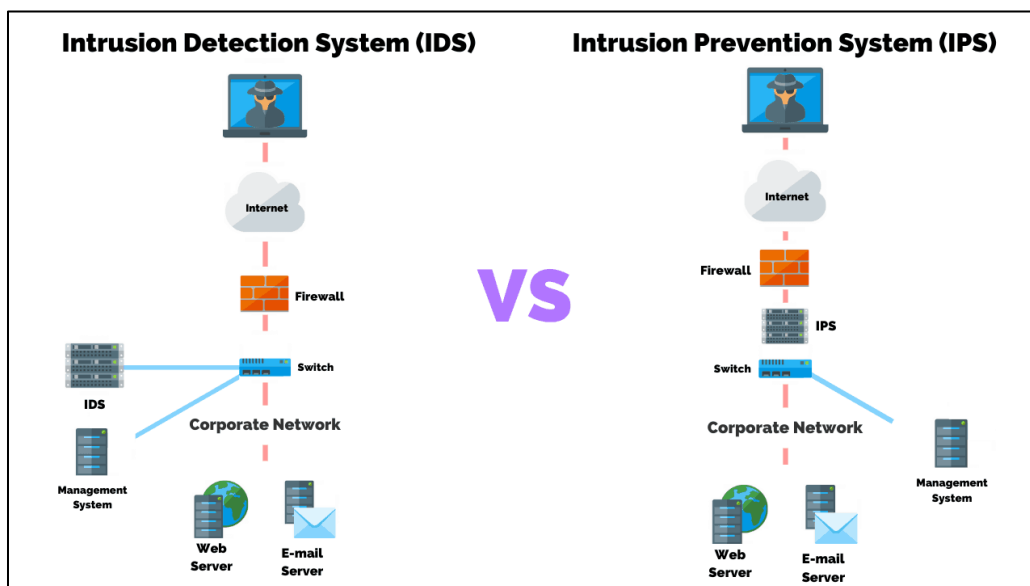 Intrusion Detection System (IDS)
Intrusion Prevention System (IPS)
Internet
Firewall
Switch
IDS
Corporate Network
Management
System
Web
Server
E-mail
Server
VS
Internet
Firewall
IPS
Switch
Corporate Network
Management
System
Web
Server
E-mail
Server